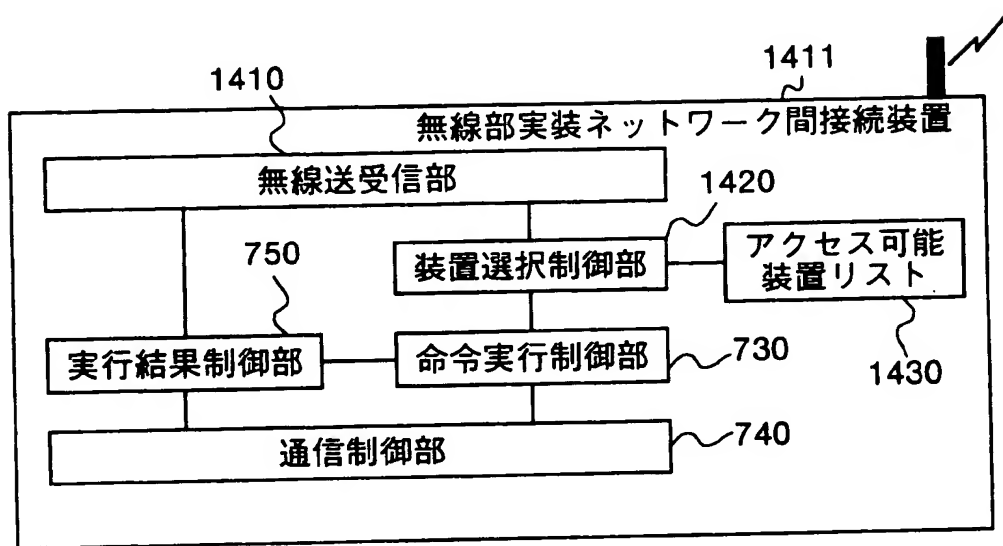 1410
1411
無線部実装ネットワーク間接続装置
無線送受信部
1420
750
装置選択制御部
アクセス可能
装置リスト
実行結果制御部
命令実行制御部
730
1430
通信制御部
740